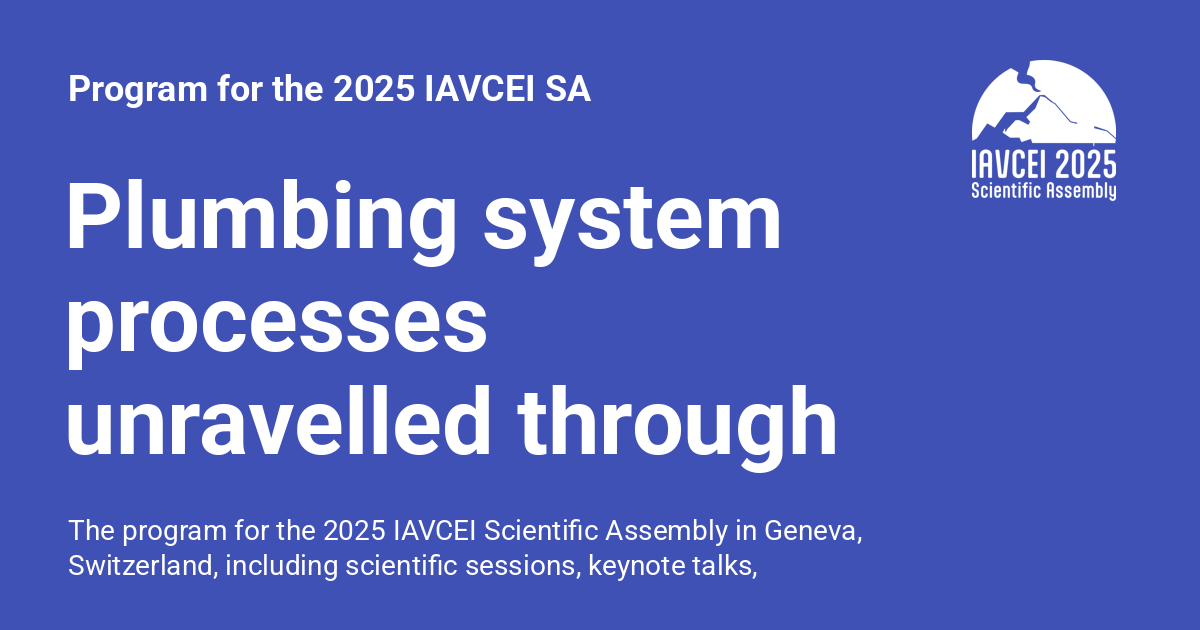 Program for the 2025 IAVCEI SA
IAVCEI 2025
Scientific Assembly
Plumbing system
processes
unravelled through
The program for the 2025 IAVCEI Scientific Assembly in Geneva,
Switzerland, including scientific sessions, keynote talks,